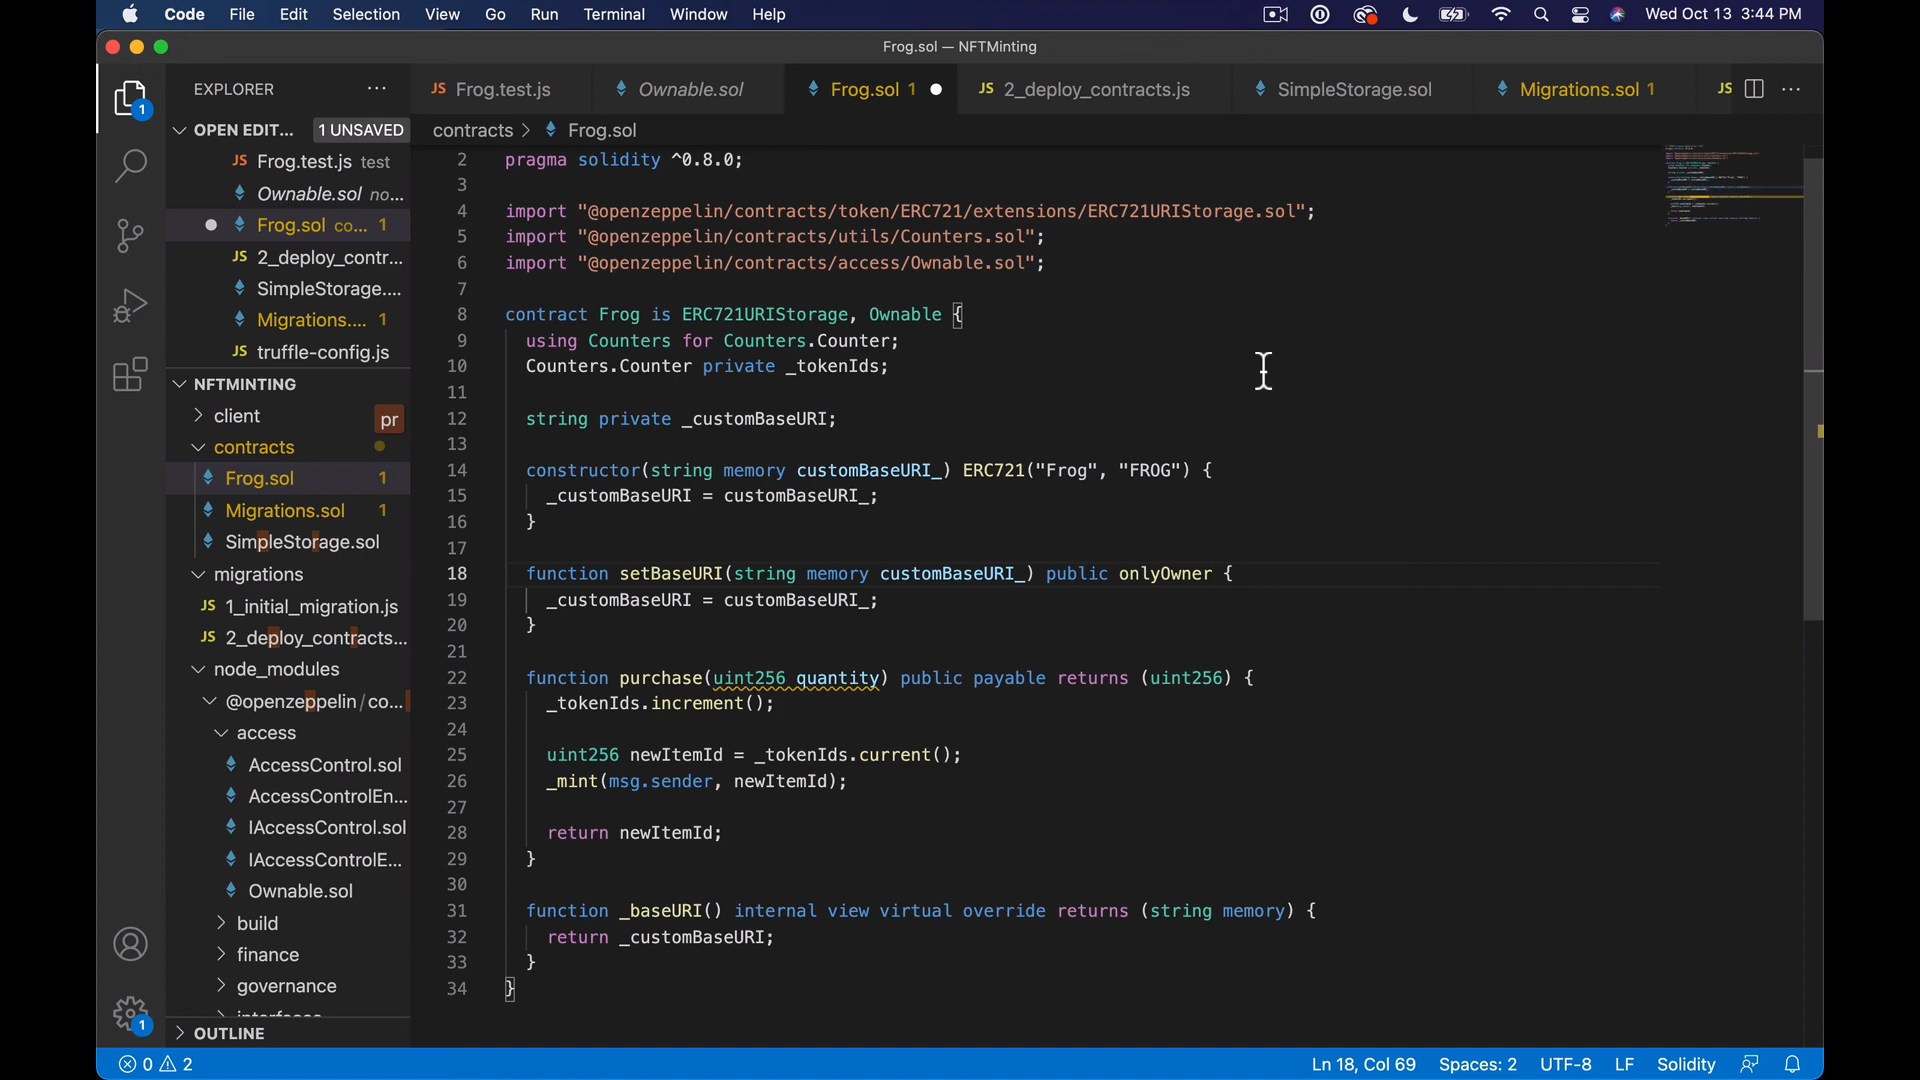 Code File Edit Selection View Go Run Terminal Window Help Wed Oct 13 3:44 PM
Frog.sol — NFTMinting
EXPLORER
Frog.test.js Ownable.sol Frog.sol 1 2_deploy_contracts.js SimpleStorage.sol Migrations.sol 1 JS
contracts > Frog.sol
OPEN EDIT... 1 UNSAVED
JS Frog.test.js test
Ownable.sol no...
Frog.sol co... 1
JS 2_deploy_contr...
SimpleStorage....
Migrations.... 1
truffle-config.js
NFTMINTING
client pr
contracts
Frog.sol 1
Migrations.sol 1
SimpleStorage.sol
migrations
JS 1_initial_migration.js
JS 2_deploy_contracts...
node_modules
@openzeppelin/co...
access
AccessControl.sol
AccessControlEn...
IAccessControl.sol
IAccessControlE...
Ownable.sol
build
finance
governance
interfaces
OUTLINE
2 pragma solidity ^0.8.0;
3
4 import "@openzeppelin/contracts/token/ERC721/extensions/ERC721URIStorage.sol";
5 import "@openzeppelin/contracts/utils/Counters.sol";
6 import "@openzeppelin/contracts/access/Ownable.sol";
7
8 contract Frog is ERC721URIStorage, Ownable {
9 using Counters for Counters.Counter;
10 Counters.Counter private _tokenIds;
11
12 string private _customBaseURI;
13
14 constructor(string memory customBaseURI_) ERC721("Frog", "FROG") {
15 _customBaseURI = customBaseURI_;
16 }
17
18 function setBaseURI(string memory customBaseURI_) public onlyOwner {
19 _customBaseURI = customBaseURI_;
20 }
21
22 function purchase(uint256 quantity) public payable returns (uint256) {
23 _tokenIds.increment();
24
25 uint256 newItemId = _tokenIds.current();
26 _mint(msg.sender, newItemId);
27
28 return newItemId;
29 }
30
31 function _baseURI() internal view virtual override returns (string memory) {
32 return _customBaseURI;
33 }
34 }
0 2 Ln 18, Col 69 Spaces: 2 UTF-8 LF Solidity